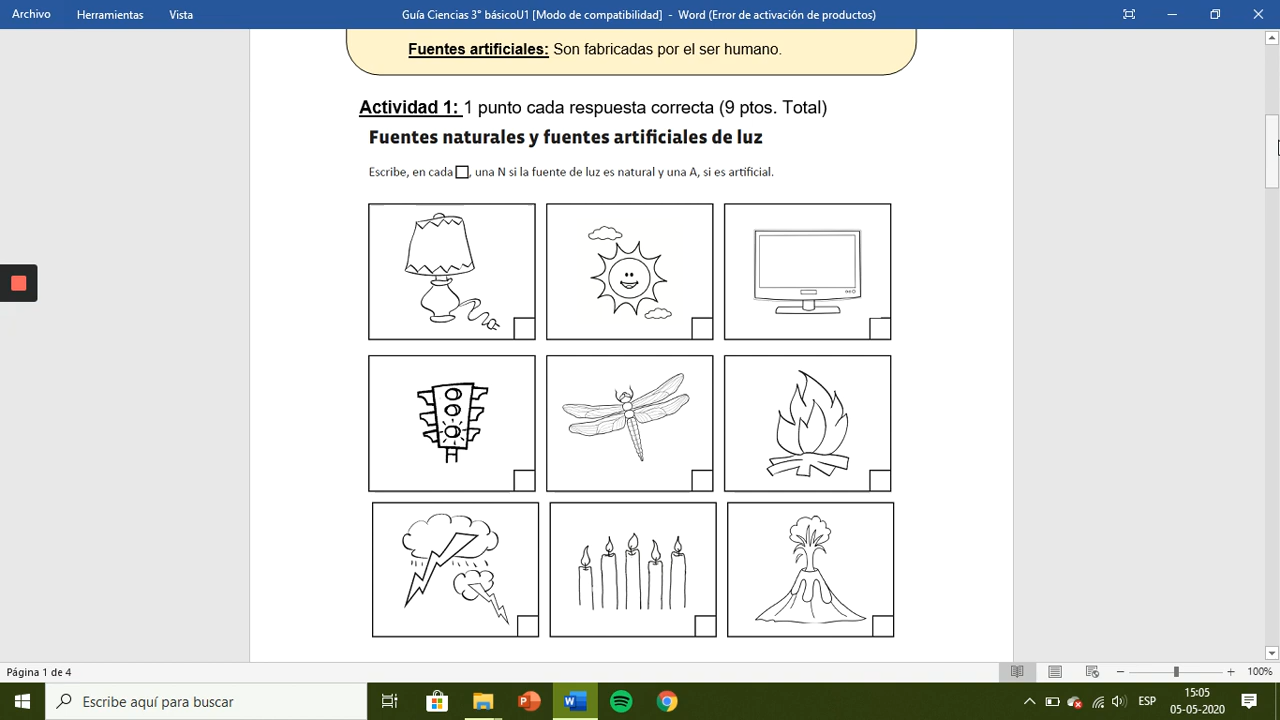 Archivo Herramientas Vista Guía Ciencias 3° básicoU1 [Modo de compatibilidad] - Word (Error de activación de productos)
Fuentes artificiales: Son fabricadas por el ser humano.
Actividad 1: 1 punto cada respuesta correcta (9 ptos. Total)
Fuentes naturales y fuentes artificiales de luz
Escribe, en cada , una N si la fuente de luz es natural y una A, si es artificial.
Página 1 de 4 100%
Escribe aquí para buscar ESP 15:05
05-05-2020